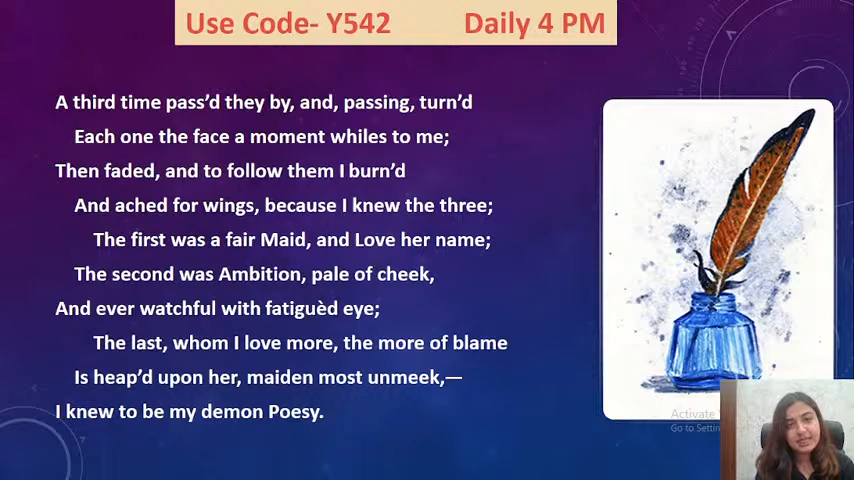 Use Code- Y542 Daily 4 PM
A third time pass'd they by, and, passing, turn'd
Each one the face a moment whiles to me;
Then faded, and to follow them I burn'd
And ached for wings, because I knew the three;
The first was a fair Maid, and Love her name;
The second was Ambition, pale of cheek,
And ever watchful with fatiguèd eye;
The last, whom I love more, the more of blame
Is heap'd upon her, maiden most unmeek,—
I knew to be my demon Poesy.
Activate
Go to Settin